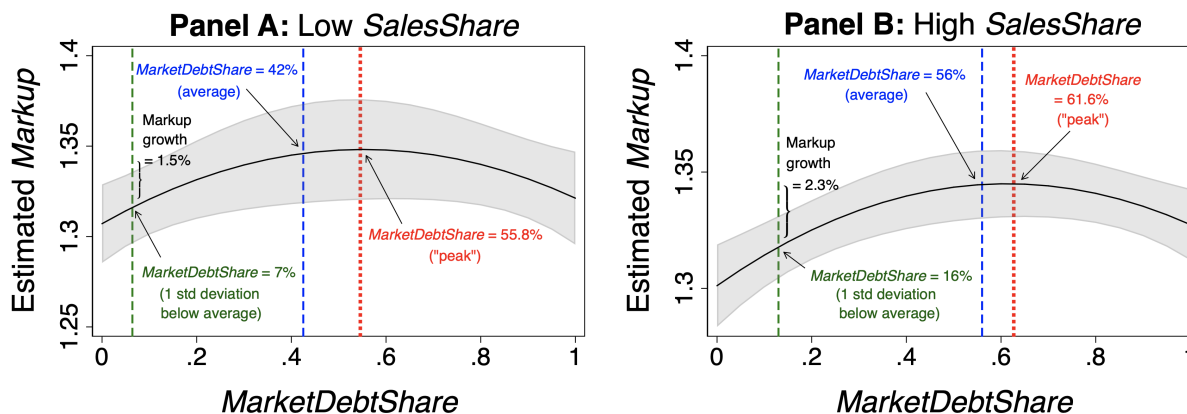 Panel A: Low SalesShare
Estimated Markup
1.4
1.35
1.3
1.25
MarketDebtShare = 42%
(average)
Markup
growth
= 1.5%
MarketDebtShare = 55.8%
("peak")
MarketDebtShare = 7%
(1 std deviation
below average)
0
.2
.4
.6
.8
1
MarketDebtShare
Panel B: High SalesShare
Estimated Markup
1.4
1.35
1.3
MarketDebtShare = 56%
(average)
MarketDebtShare
= 61.6%
("peak")
Markup
growth
= 2.3%
MarketDebtShare = 16%
(1 std deviation
below average)
0
.2
.4
.6
.8
1
MarketDebtShare